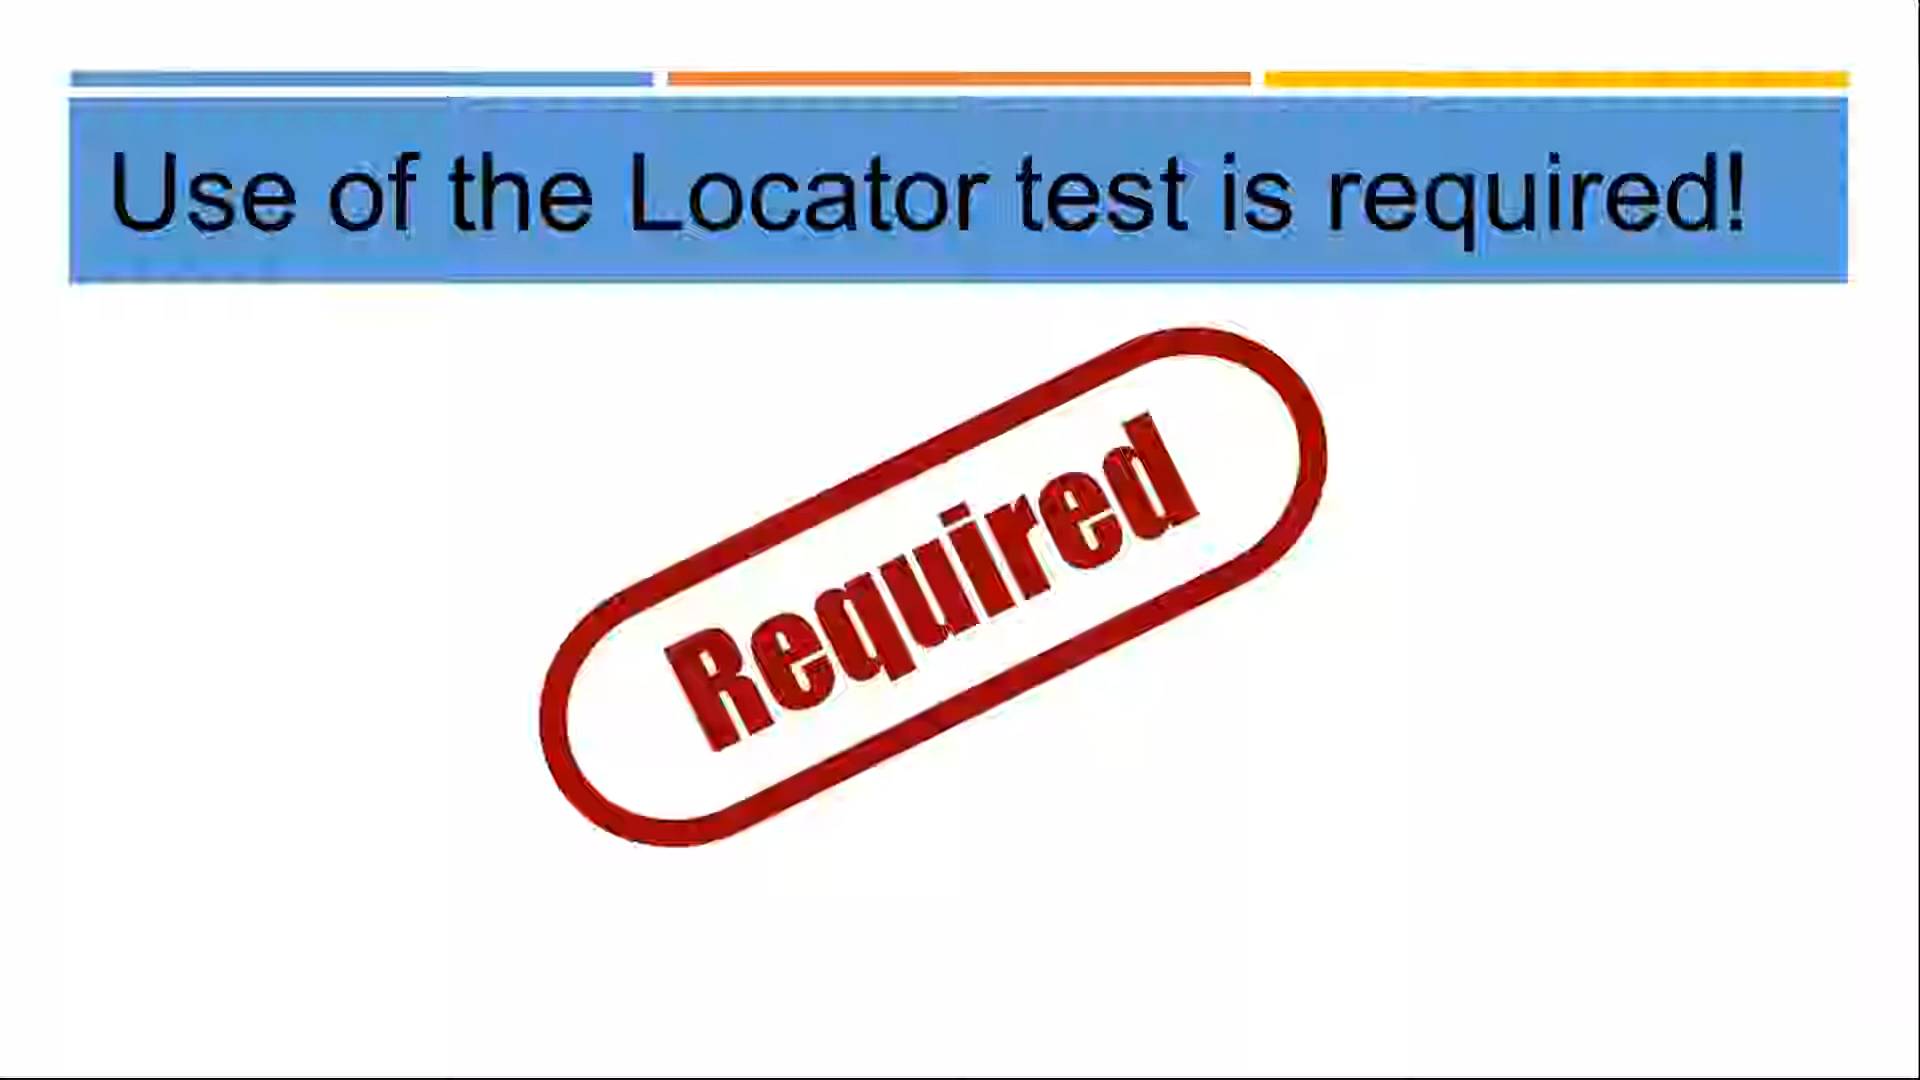 Use of the Locator test is required!
Required